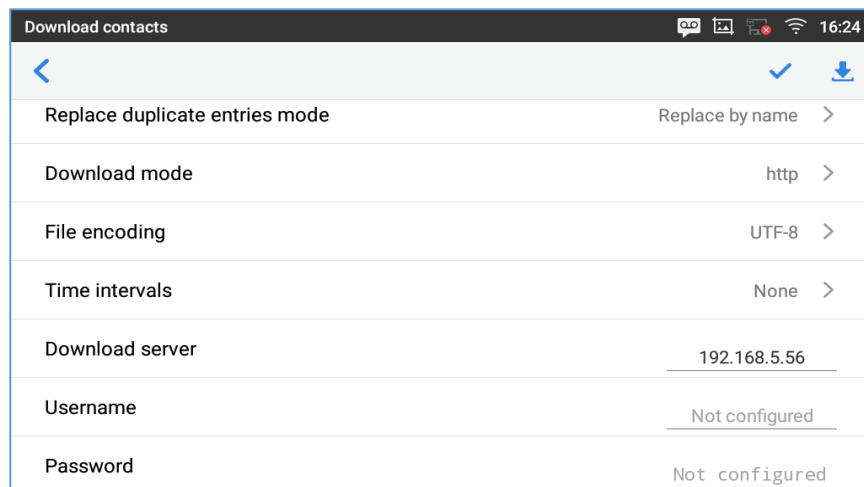 Download contacts 16:24
Replace duplicate entries mode Replace by name
Download mode http
File encoding UTF-8
Time intervals None
Download server 192.168.5.56
Username Not configured
Password Not configured